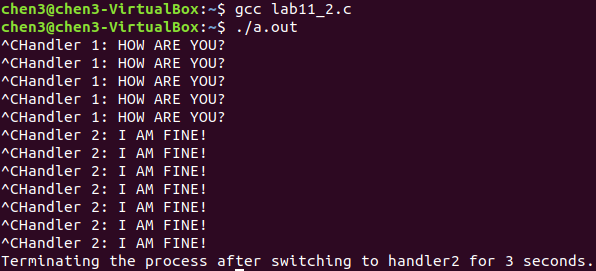 chen3@chen3-VirtualBox:~$ gcc lab11_2.c
chen3@chen3-VirtualBox:~$ ./a.out
^CHandler 1: HOW ARE YOU?
^CHandler 1: HOW ARE YOU?
^CHandler 1: HOW ARE YOU?
^CHandler 1: HOW ARE YOU?
^CHandler 1: HOW ARE YOU?
^CHandler 2: I AM FINE!
^CHandler 2: I AM FINE!
^CHandler 2: I AM FINE!
^CHandler 2: I AM FINE!
^CHandler 2: I AM FINE!
^CHandler 2: I AM FINE!
^CHandler 2: I AM FINE!
Terminating the process after switching to handler2 for 3 seconds.